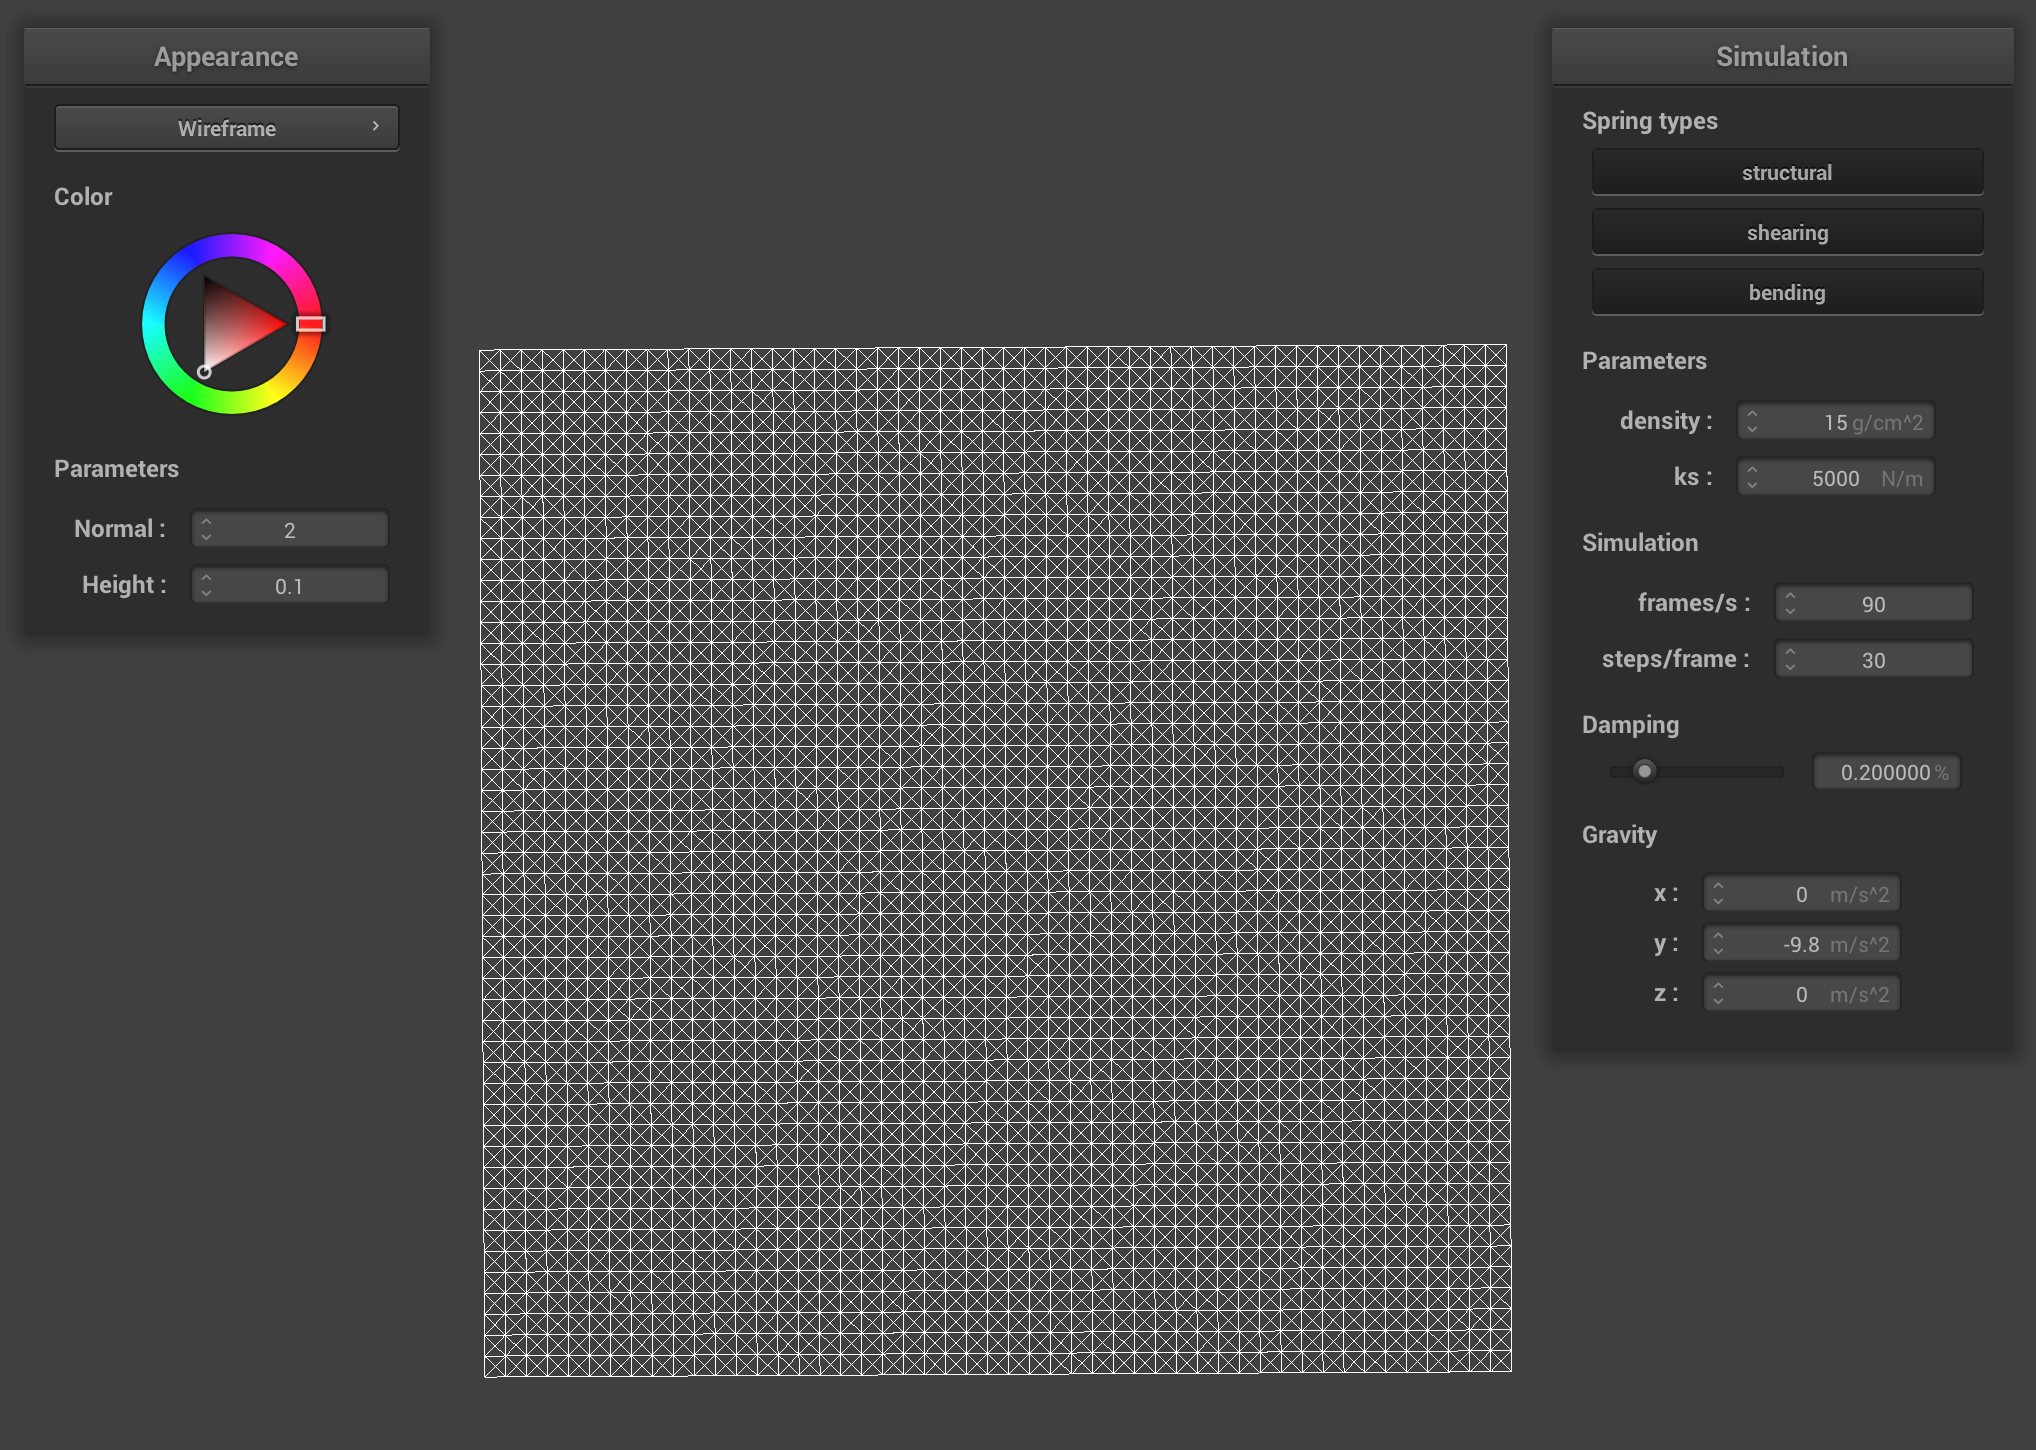 Appearance
Wireframe
Color
Parameters
Normal : 2
Height : 0.1
Simulation
Spring types
structural
shearing
bending
Parameters
density : 15 g/cm^2
ks : 5000 N/m
Simulation
frames/s : 90
steps/frame : 30
Damping
0.200000 %
Gravity
x : 0 m/s^2
y : -9.8 m/s^2
z : 0 m/s^2